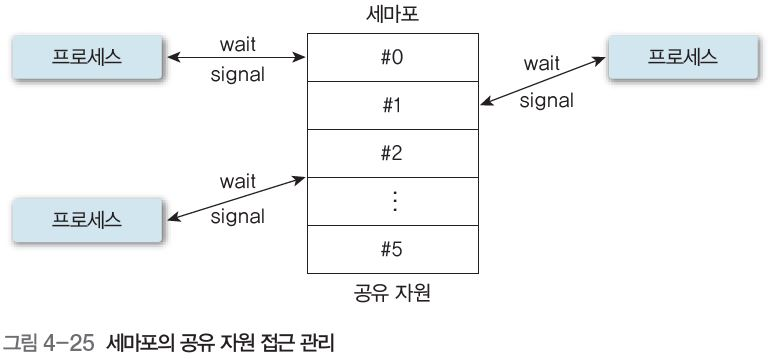 세마포
프로세스
wait
signal
#0
wait
signal
프로세스
#1
#2
프로세스
wait
signal
⋮
#5
공유 자원
그림 4-25 세마포의 공유 자원 접근 관리